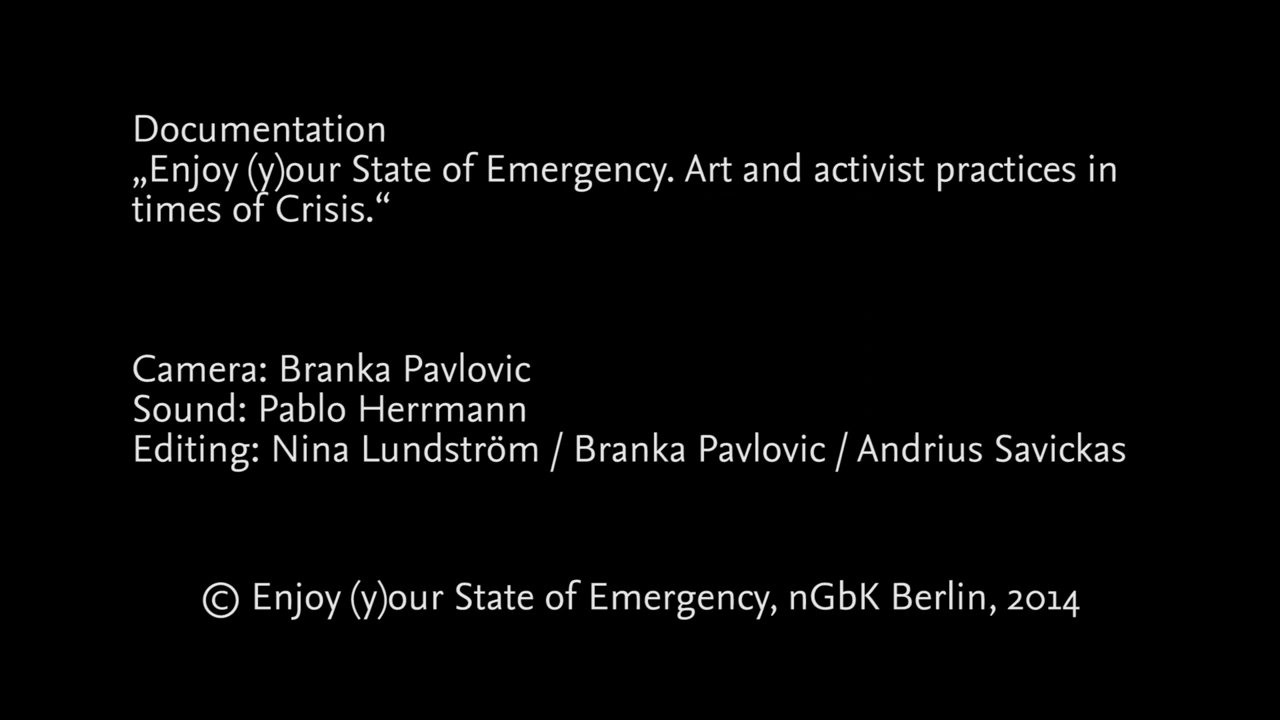 Documentation
„Enjoy (y)our State of Emergency. Art and activist practices in
times of Crisis.“
Camera: Branka Pavlovic
Sound: Pablo Herrmann
Editing: Nina Lundström / Branka Pavlovic / Andrius Savickas
© Enjoy (y)our State of Emergency, nGbK Berlin, 2014